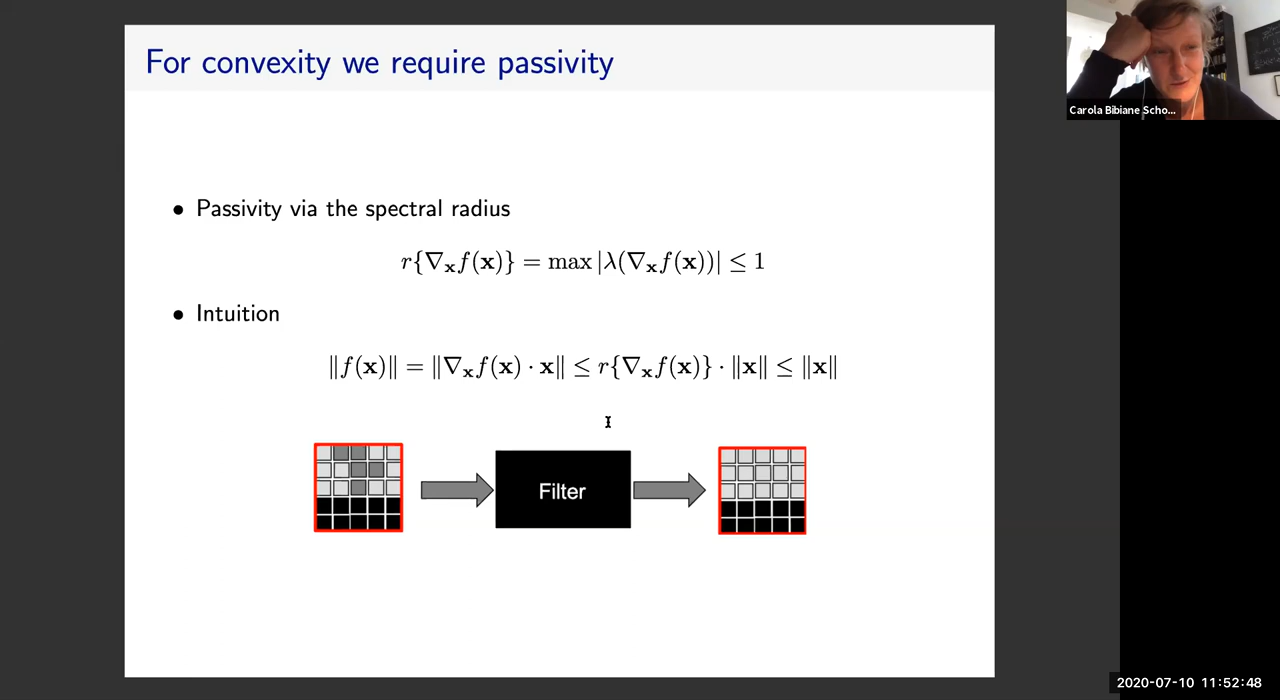 For convexity we require passivity
Carola Bibiane Scho...
• Passivity via the spectral radius
r{∇ₓf(x)} = max |λ(∇ₓf(x))| ≤ 1
• Intuition
‖f(x)‖ = ‖∇ₓf(x) · x‖ ≤ r{∇ₓf(x)} · ‖x‖ ≤ ‖x‖
Filter
2020-07-10 11:52:48